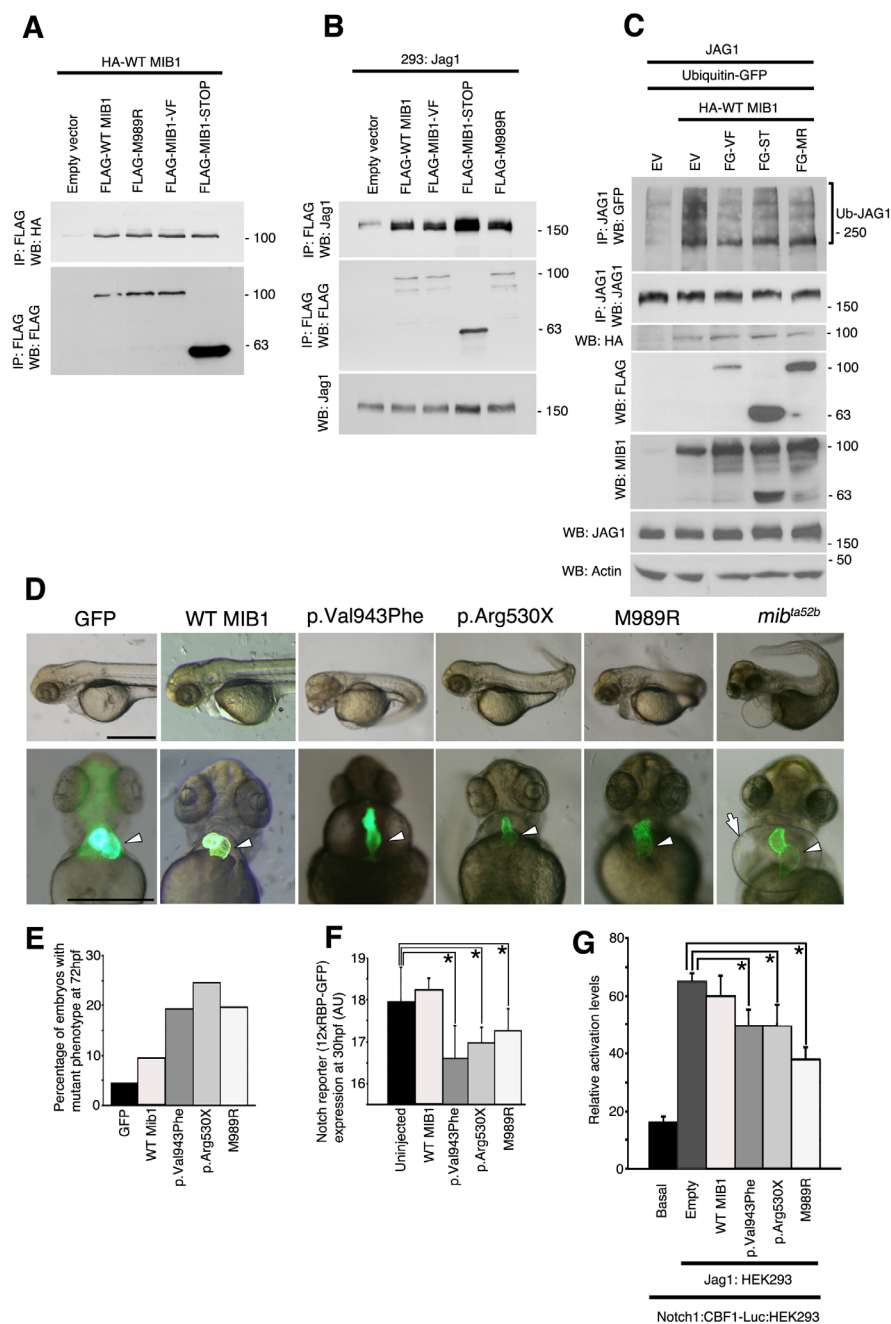 A
HA-WT MIB1
Empty vector
FLAG-WT MIB1
FLAG-M989R
FLAG-MIB1-VF
FLAG-MIB1-STOP
IP: FLAG
WB: HA
- 100
IP: FLAG
WB: FLAG
- 100
- 63
B
293: Jag1
Empty vector
FLAG-WT MIB1
FLAG-MIB1-VF
FLAG-MIB1-STOP
FLAG-M989R
IP: FLAG
WB: Jag1
- 150
IP: FLAG
WB: FLAG
- 100
- 63
WB: Jag1
- 150
C
JAG1
Ubiquitin-GFP
HA-WT MIB1
EV
EV
FG-VF
FG-ST
FG-MR
IP: JAG1
WB: GFP
Ub-JAG1
- 250
IP: JAG1
WB: JAG1
- 150
WB: HA
- 100
WB: FLAG
- 100
- 63
WB: MIB1
- 100
- 63
WB: JAG1
- 150
- 50
WB: Actin
D
GFP
WT MIB1
p.Val943Phe
p.Arg530X
M989R
mib ta52b
E
Percentage of embryos with
mutant phenotype at 72hpf
30
20
10
0
GFP
WT Mib1
p.Val943Phe
p.Arg530X
M989R
F
Notch reporter (12xRBP-GFP)
expression at 30hpf (AU)
19
18
17
16
* * *
Uninjected
WT MIB1
p.Val943Phe
p.Arg530X
M989R
G
Relative activation levels
80
60
40
20
0
* * *
Basal
Empty
WT MIB1
p.Val943Phe
p.Arg530X
M989R
Jag1: HEK293
Notch1:CBF1-Luc:HEK293